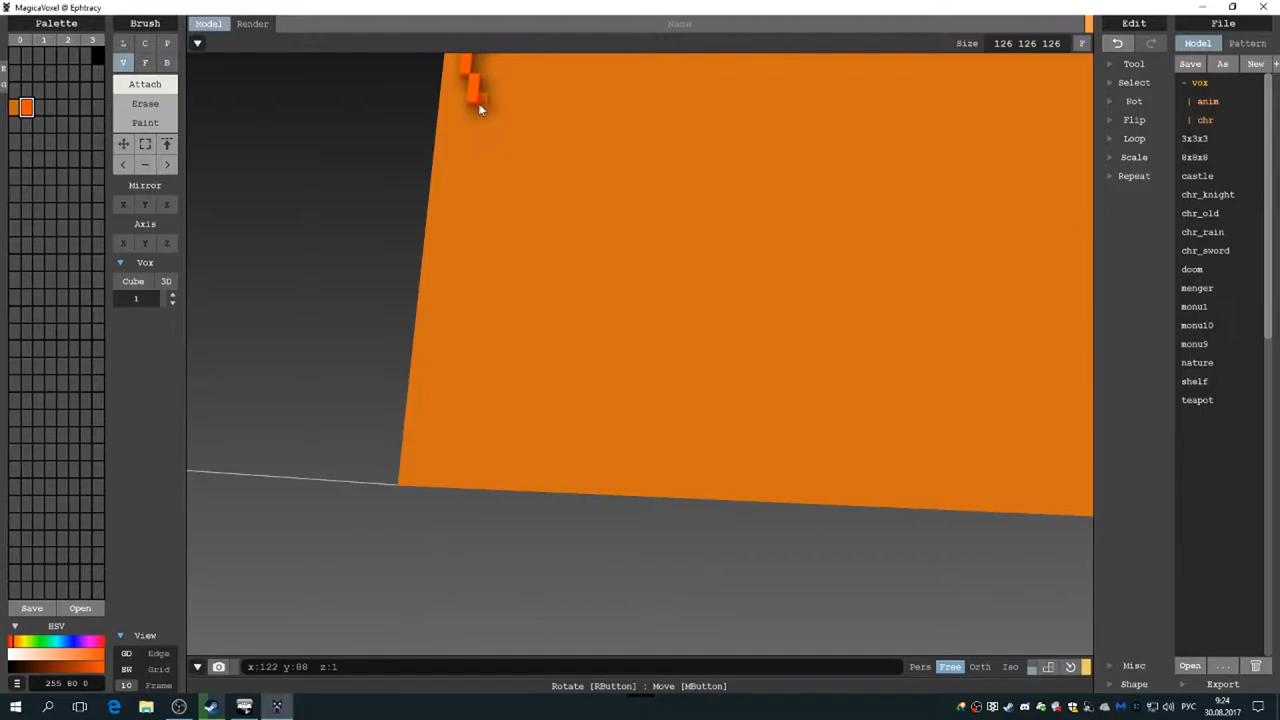 MagicaVoxel @ Ephtracy
Palette
Brush
Model
Render
Name
Edit
File
0 1 2 3
L C P
V F B
Attach
Erase
Paint
Mirror
X Y Z
Axis
X Y Z
Vox
Cube 3D
1
View
GD Edge
SW Grid
10 Frame
Save Open
HSV
255 80 0
Size 126 126 126 F
x:122 y:88 z:1
Pers Free Orth Iso
Rotate [RButton] : Move [MButton]
Tool
Select
Rot
Flip
Loop
Scale
Repeat
Misc
Shape
Model Pattern
Save As New +
- vox
| anim
| chr
3x3x3
8x8x8
castle
chr_knight
chr_old
chr_rain
chr_sword
doom
menger
monu1
monu10
monu9
nature
shelf
teapot
Open ...
Export
РУС
9:24
30.08.2017